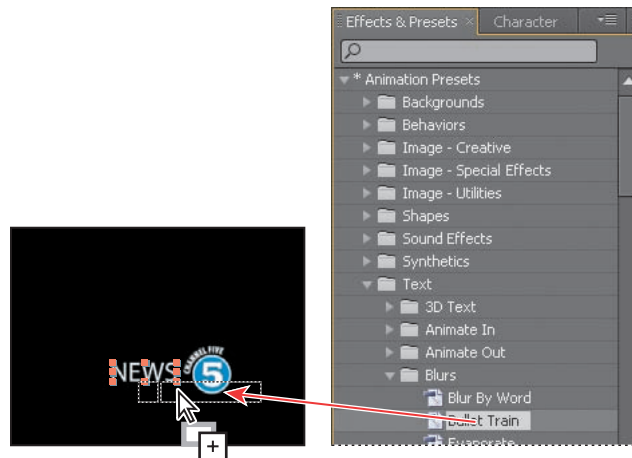 Effects & Presets × Character
* Animation Presets
Backgrounds
Behaviors
Image - Creative
Image - Special Effects
Image - Utilities
Shapes
Sound Effects
Synthetics
Text
3D Text
Animate In
Animate Out
Blurs
Blur By Word
Bullet Train
Evaporate
NEWS CHANNEL FIVE 5